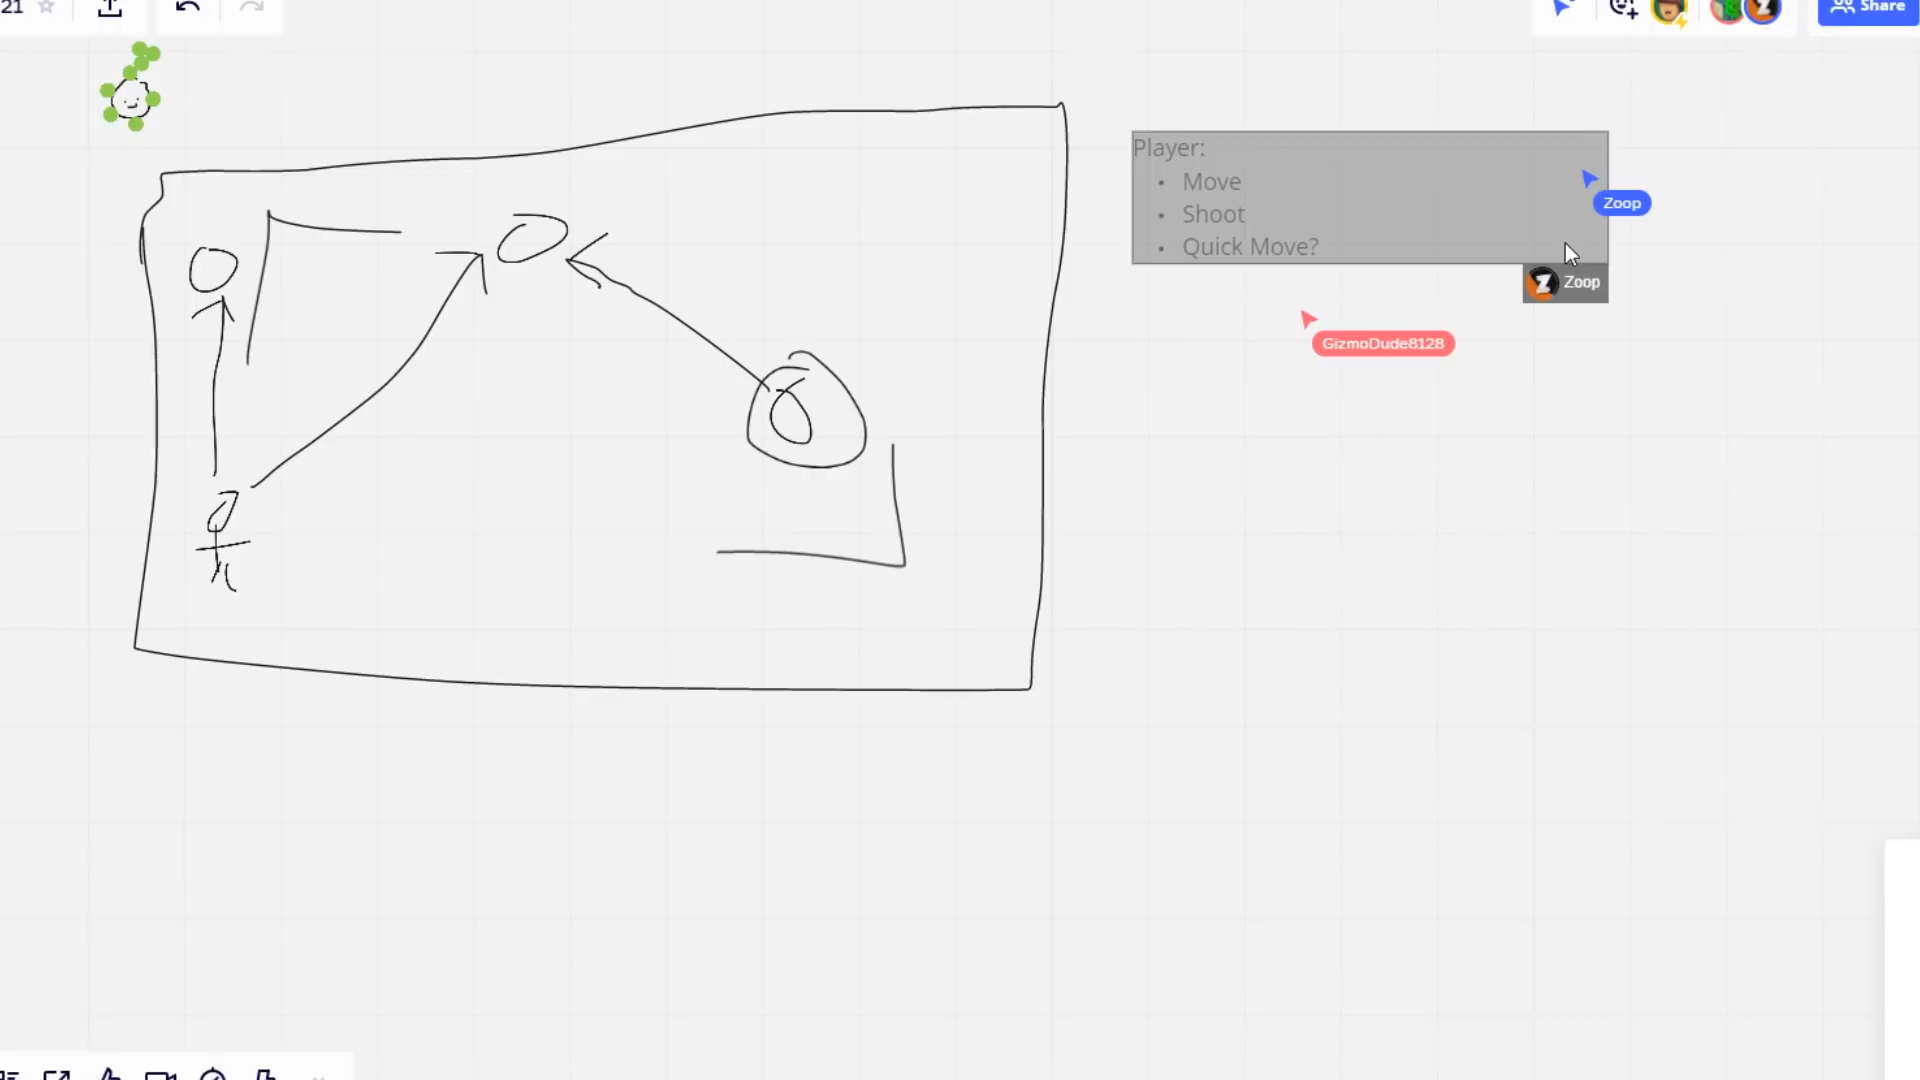 21
Share
Player:
• Move
• Shoot
• Quick Move?
Zoop
Zoop
GizmoDude8128